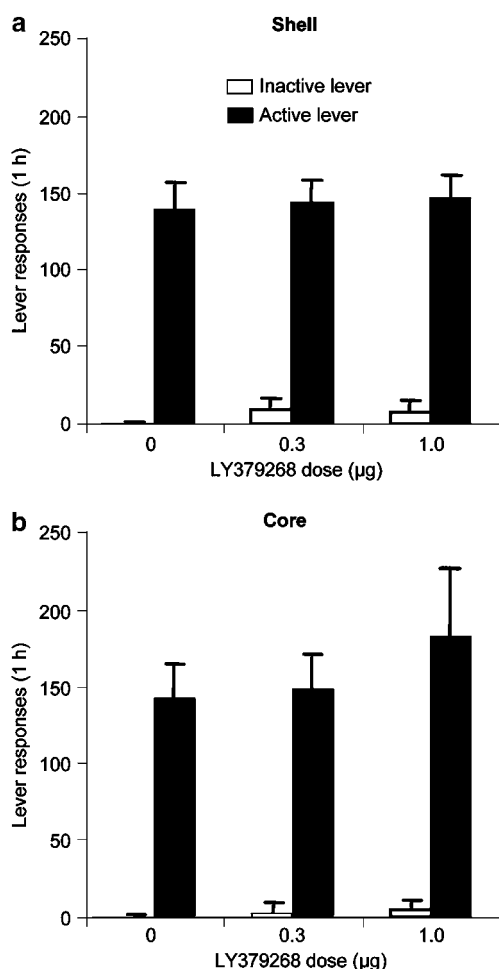 a
Shell
250
Inactive lever
Active lever
200
150
100
50
0
Lever responses (1 h)
0 0.3 1.0
LY379268 dose (µg)
b
Core
250
200
150
100
50
0
Lever responses (1 h)
0 0.3 1.0
LY379268 dose (µg)